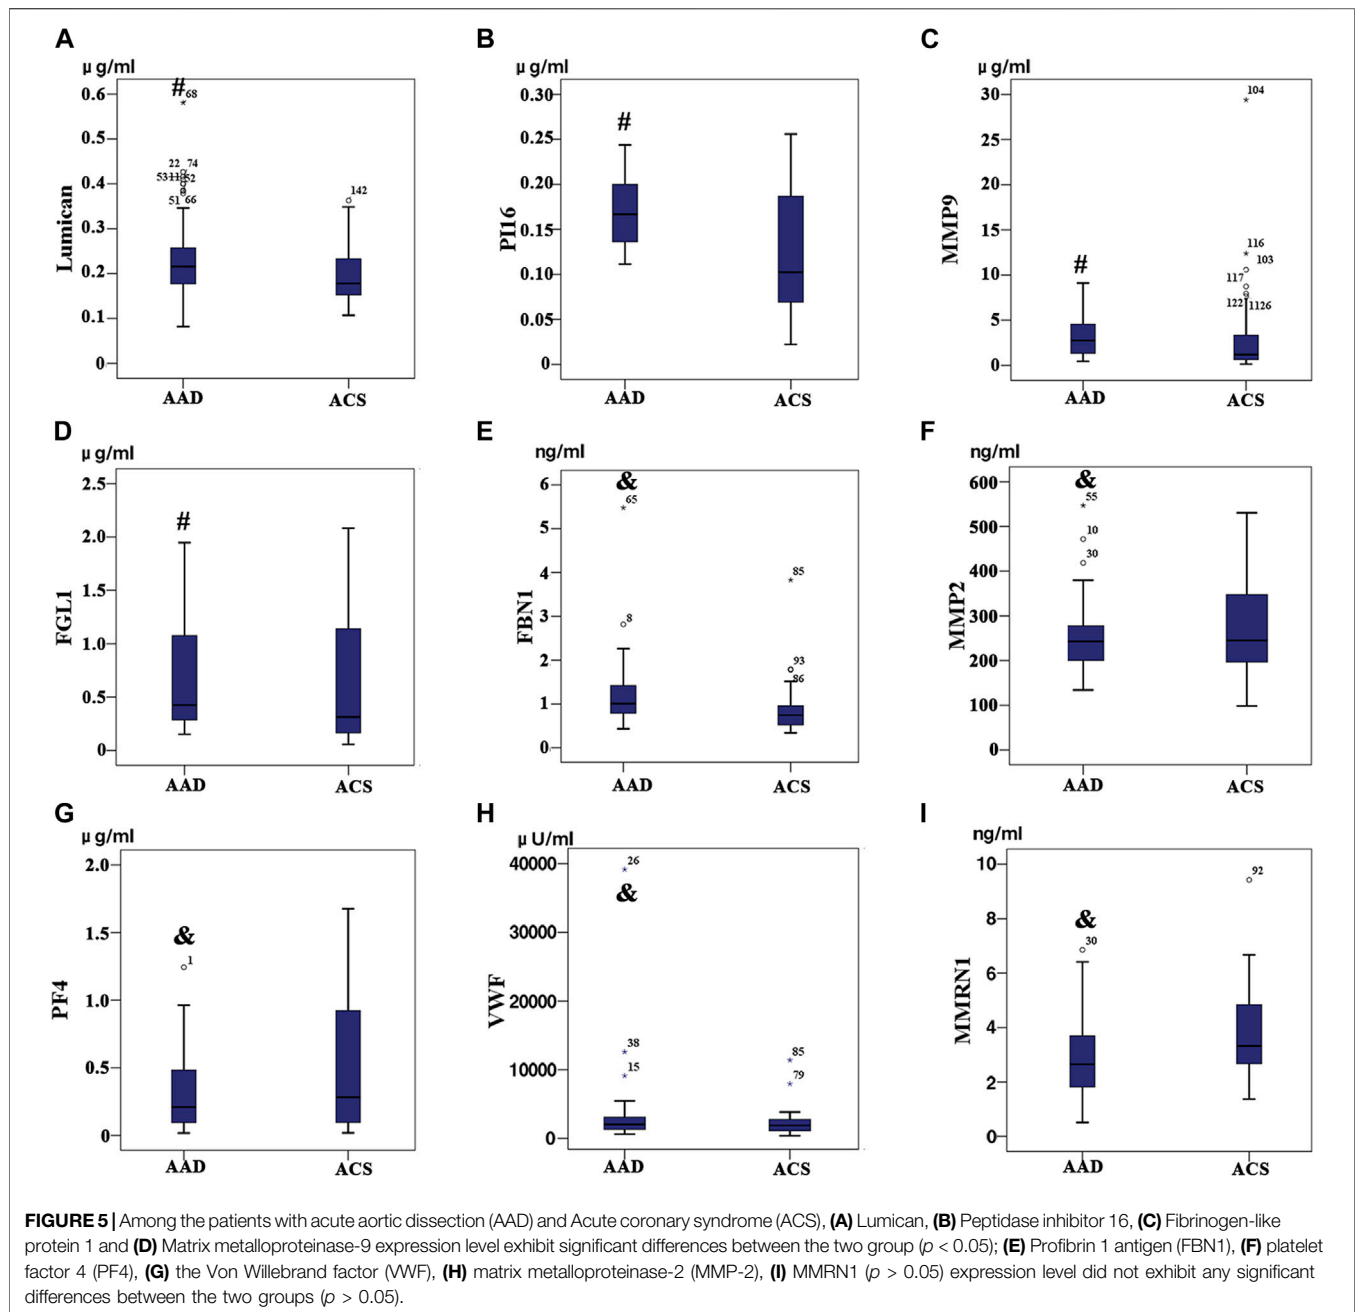 A
μg/ml
0.6
0.5
0.4
0.3
0.2
0.1
0
Lumican
#
68
22 74
52
51 66
142
AAD ACS
B
0.30
0.25
0.20
0.15
0.10
0.05
0
PI16
#
AAD ACS
C
μg/ml
30
25
20
15
10
5
0
MMP9
#
104
116
103
117
122 1126
AAD ACS
D
μg/ml
2.5
2.0
1.5
1.0
0.5
0
FGL1
#
AAD ACS
E
ng/ml
6
5
4
3
2
1
0
FBN1
&
65
8
85
93
86
AAD ACS
F
ng/ml
600
500
400
300
200
100
0
MMP2
&
55
10
30
AAD ACS
G
μg/ml
2.0
1.5
1.0
0.5
0
PF4
&
1
AAD ACS
H
μU/ml
40000
30000
20000
10000
0
VWF
26
&
38
15
85
79
AAD ACS
I
ng/ml
10
8
6
4
2
0
MMRN1
&
30
92
AAD ACS
FIGURE 5 | Among the patients with acute aortic dissection (AAD) and Acute coronary syndrome (ACS), (A) Lumican, (B) Peptidase inhibitor 16, (C) Fibrinogen-like
protein 1 and (D) Matrix metalloproteinase-9 expression level exhibit significant differences between the two group (p < 0.05); (E) Profibrin 1 antigen (FBN1), (F) platelet
factor 4 (PF4), (G) the Von Willebrand factor (VWF), (H) matrix metalloproteinase-2 (MMP-2), (I) MMRN1 (p > 0.05) expression level did not exhibit any significant
differences between the two groups (p > 0.05).